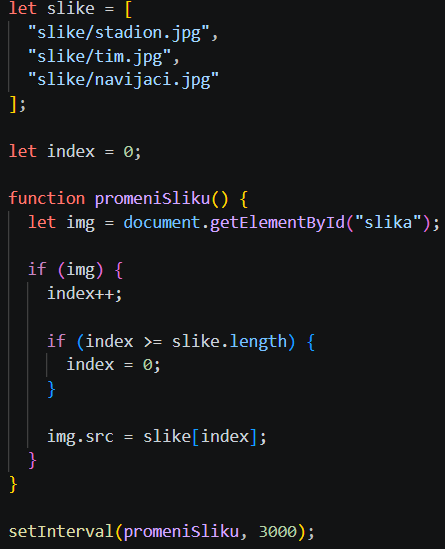 let slike = [
  "slike/stadion.jpg",
  "slike/tim.jpg",
  "slike/navijaci.jpg"
];

let index = 0;

function promeniSliku() {
  let img = document.getElementById("slika");

  if (img) {
    index++;

    if (index >= slike.length) {
      index = 0;
    }

    img.src = slike[index];
  }
}

setInterval(promeniSliku, 3000);